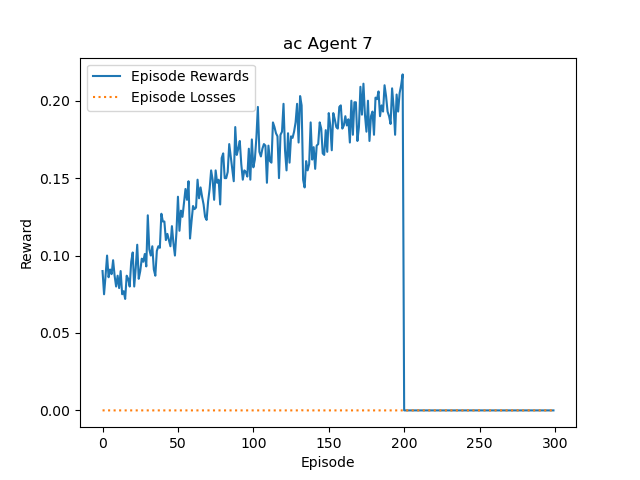 ac Agent 7
Episode Rewards
Episode Losses
0.20
0.15
0.10
0.05
0.00
Reward
0 50 100 150 200 250 300
Episode